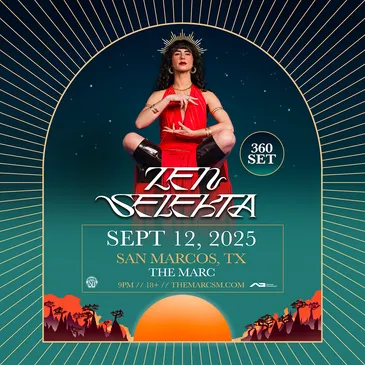 360
SET
ZEN
SELEKTA
SEPT 12, 2025
SAN MARCOS, TX
THE MARC
9PM // 18+ // THEMARCSM.COM